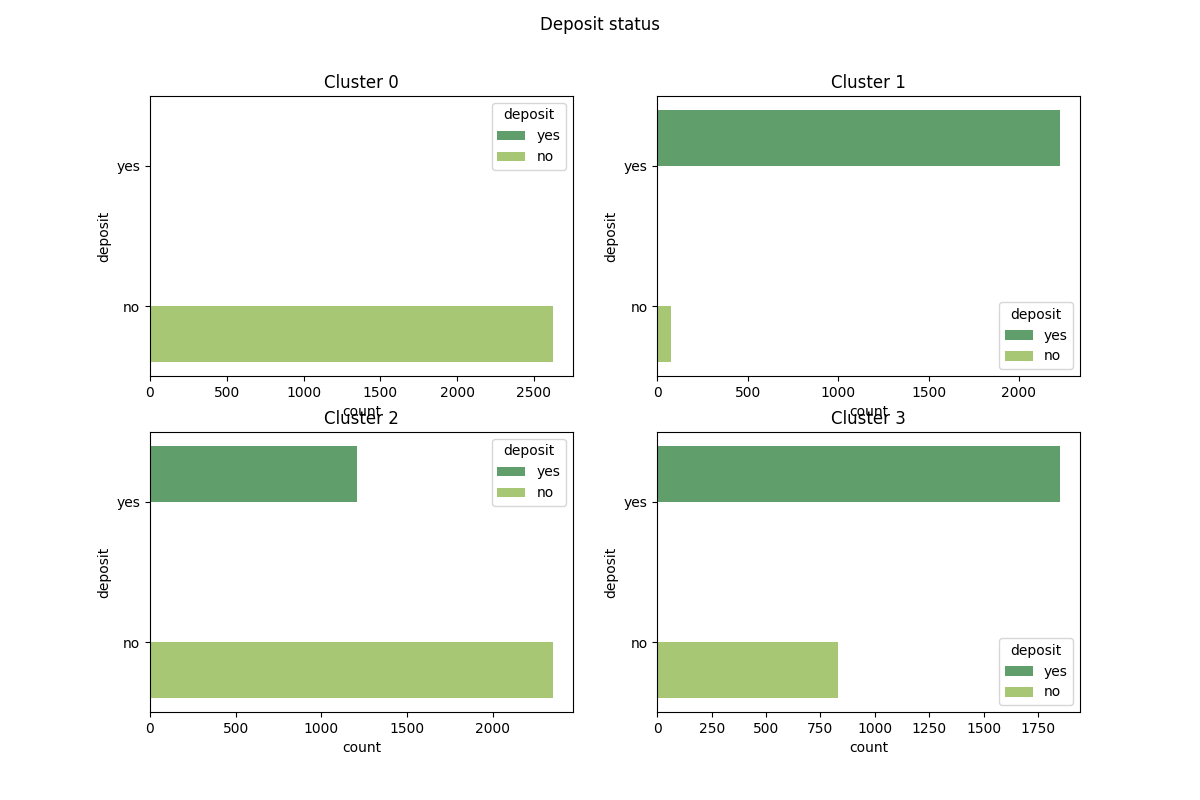 Deposit status
Cluster 0
deposit
yes
no
yes
no
deposit
0 500 1000 1500 2000 2500
count
Cluster 1
yes
no
deposit
deposit
yes
no
0 500 1000 1500 2000
count
Cluster 2
deposit
yes
no
yes
no
deposit
0 500 1000 1500 2000
count
Cluster 3
yes
no
deposit
deposit
yes
no
0 250 500 750 1000 1250 1500 1750
count